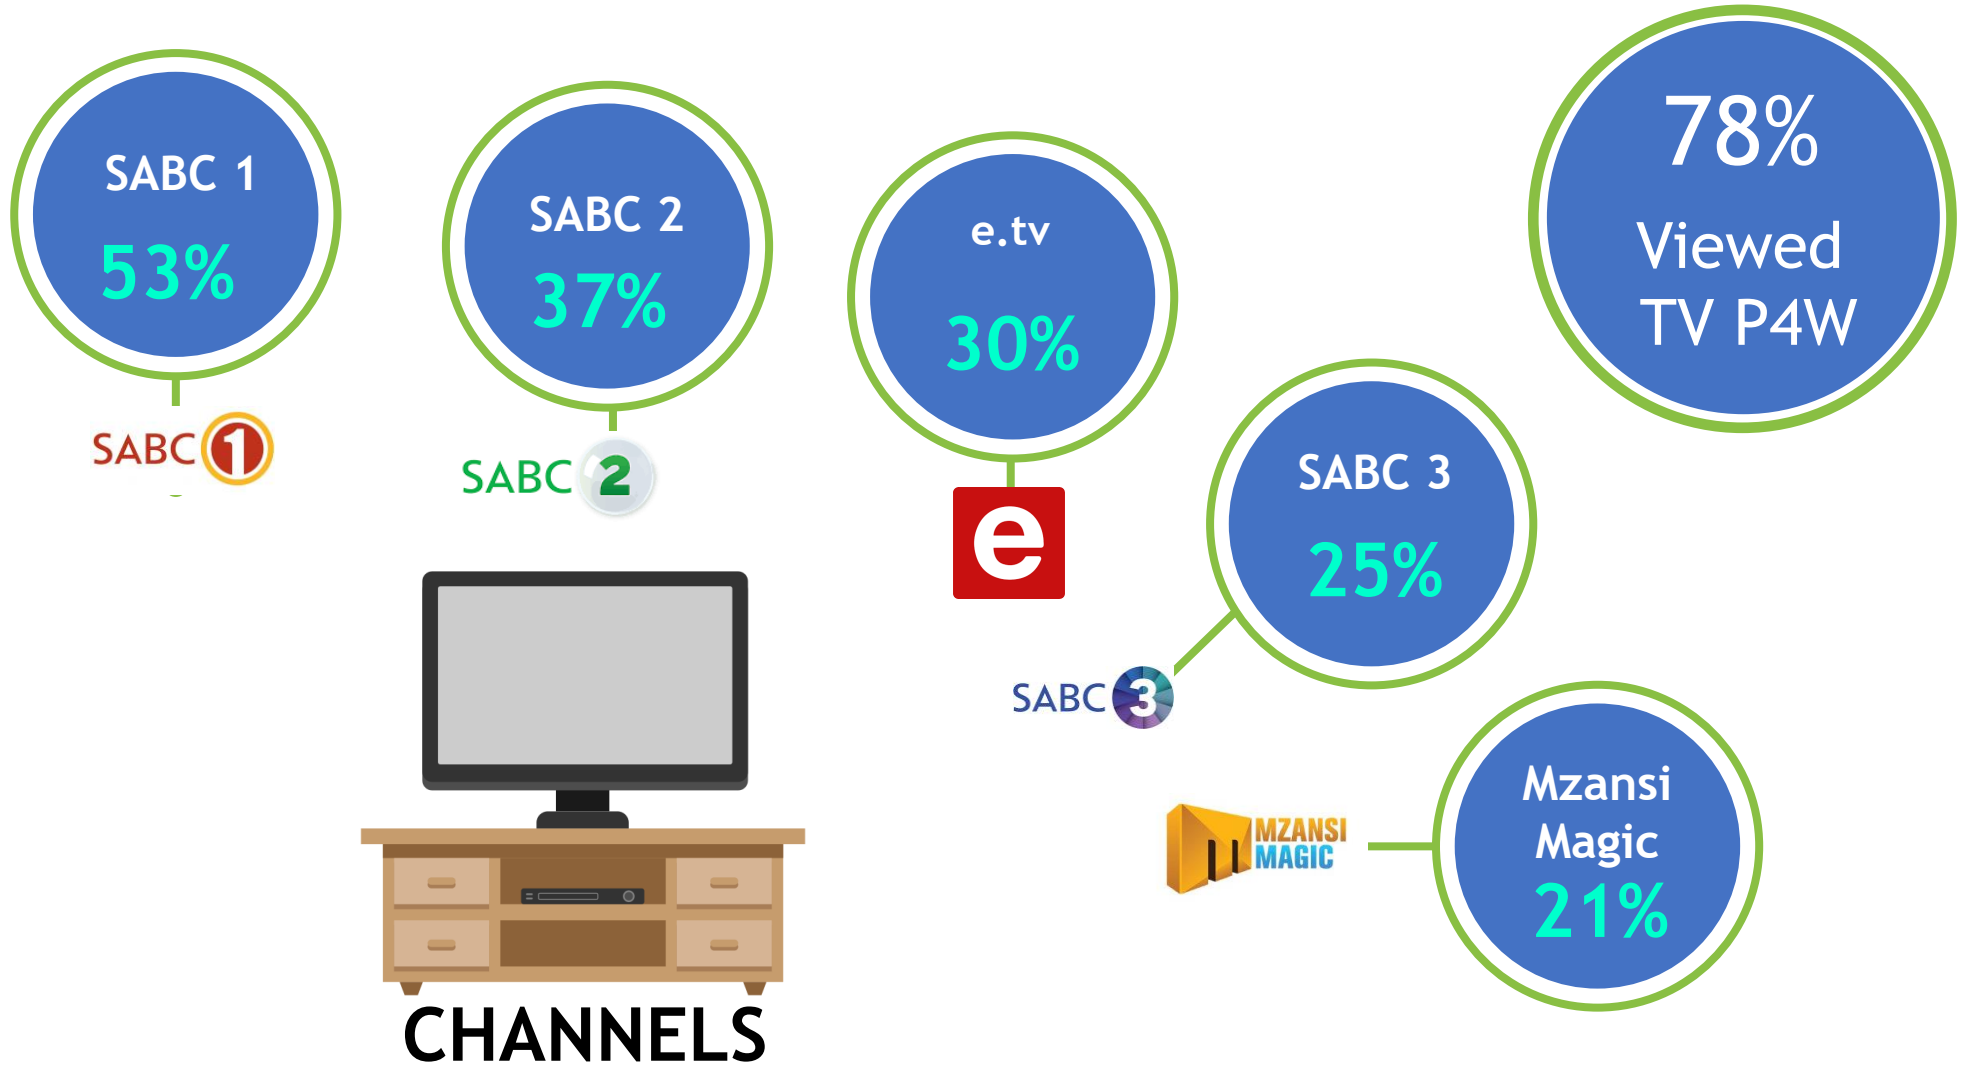 SABC 1
53%
SABC 1
SABC 2
37%
SABC 2
e.tv
30%
e
78%
Viewed
TV P4W
SABC 3
25%
SABC 3
Mzansi
Magic
21%
MZANSI
MAGIC
CHANNELS